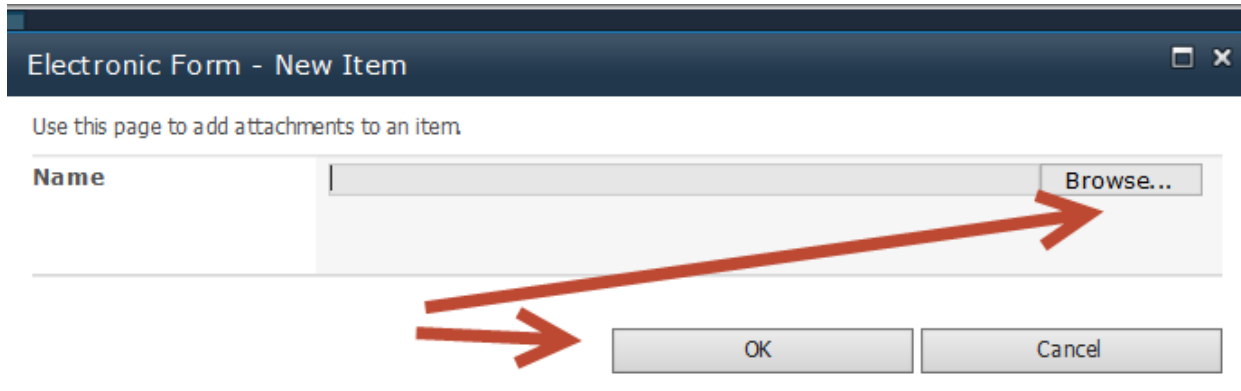 Electronic Form - New Item
Use this page to add attachments to an item.
Name
Browse...
OK Cancel